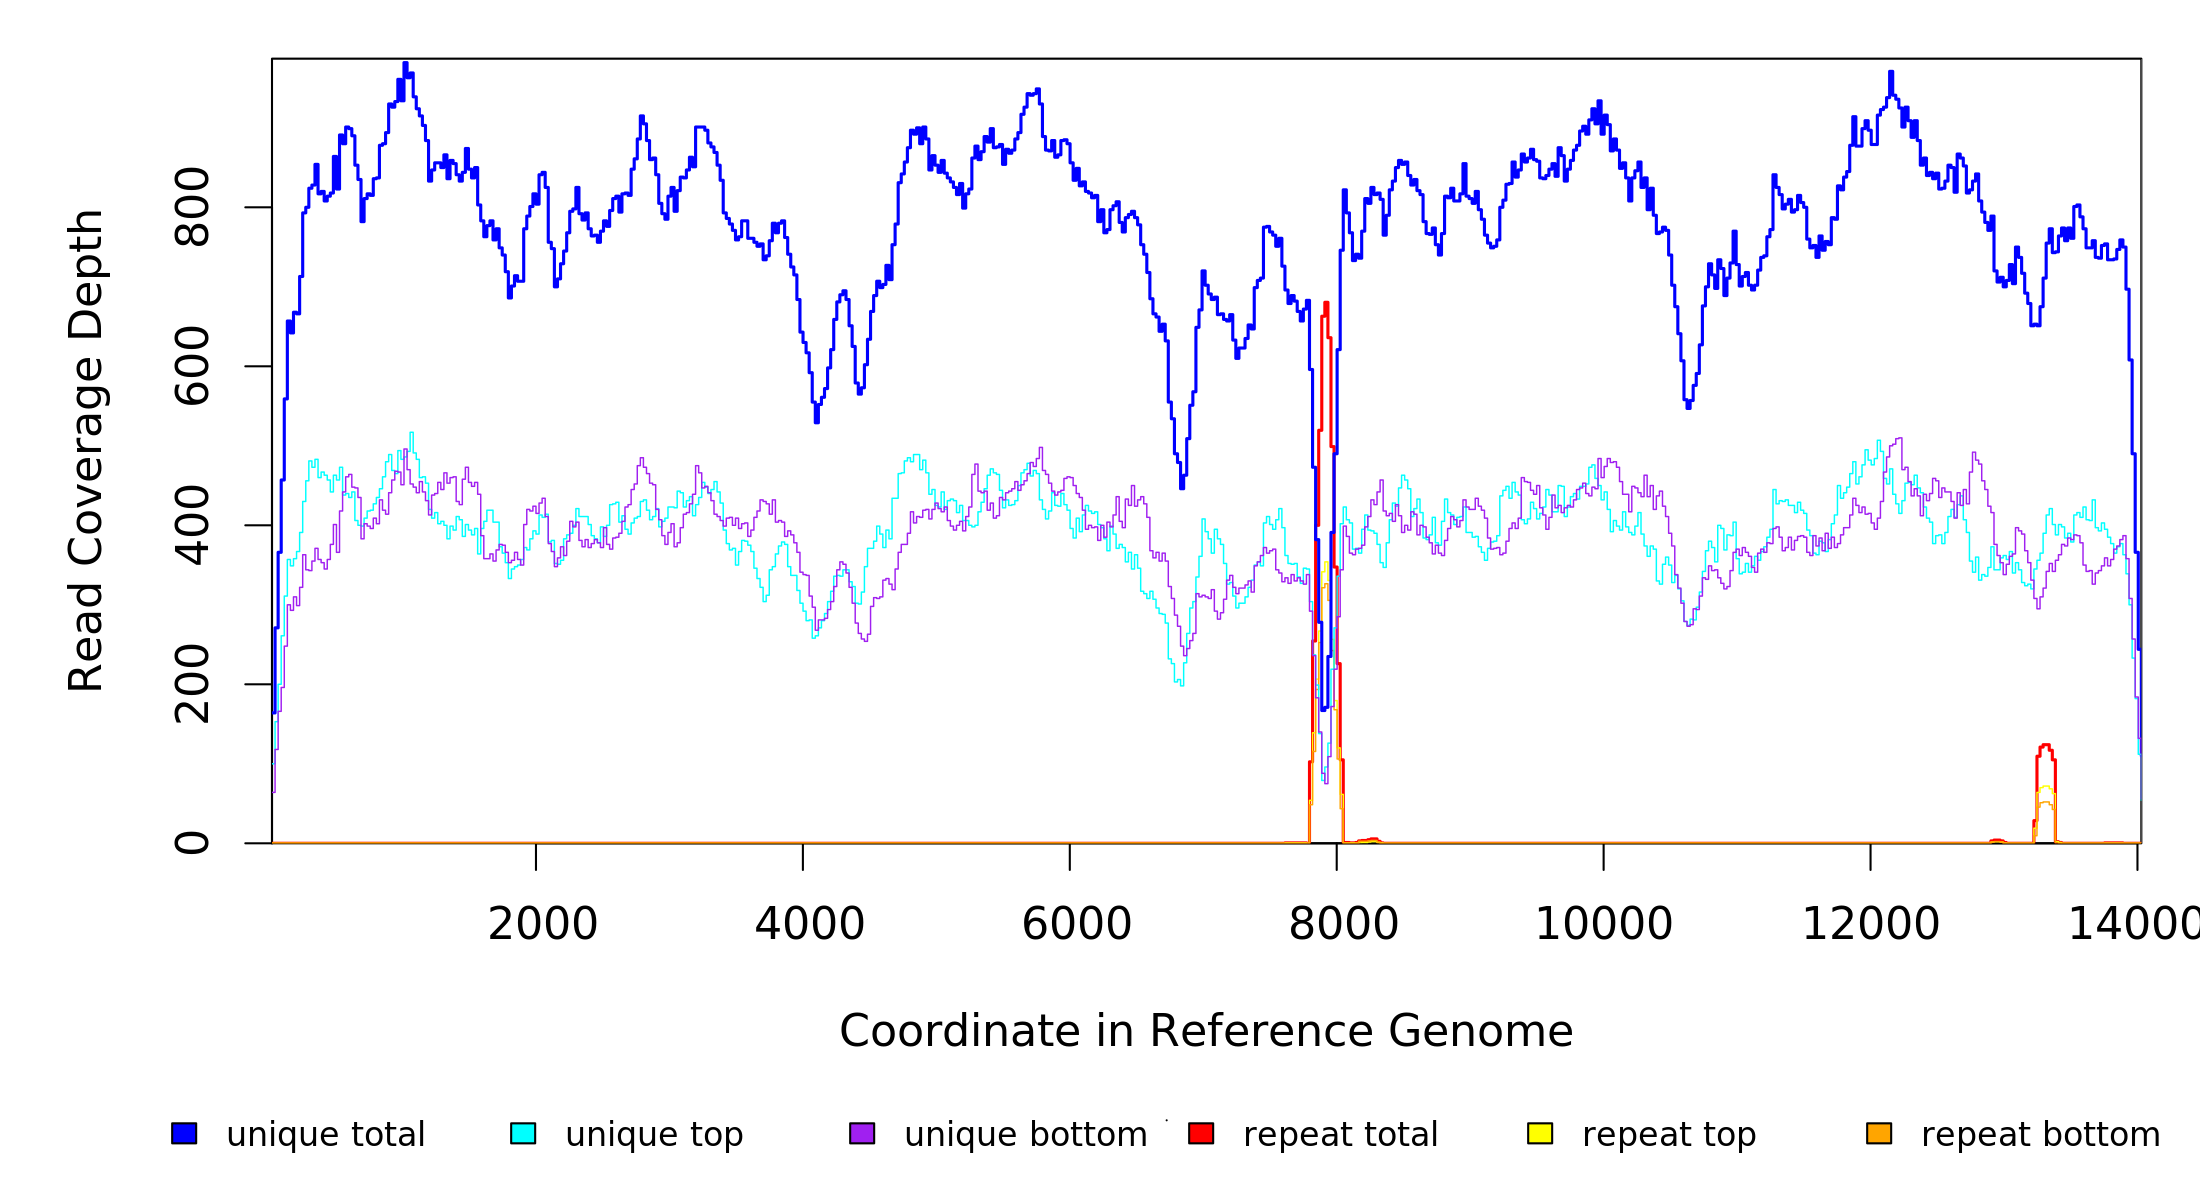 Read Coverage Depth
800
600
400
200
0
2000 4000 6000 8000 10000 12000 14000
Coordinate in Reference Genome
unique total unique top unique bottom repeat total repeat top repeat bottom